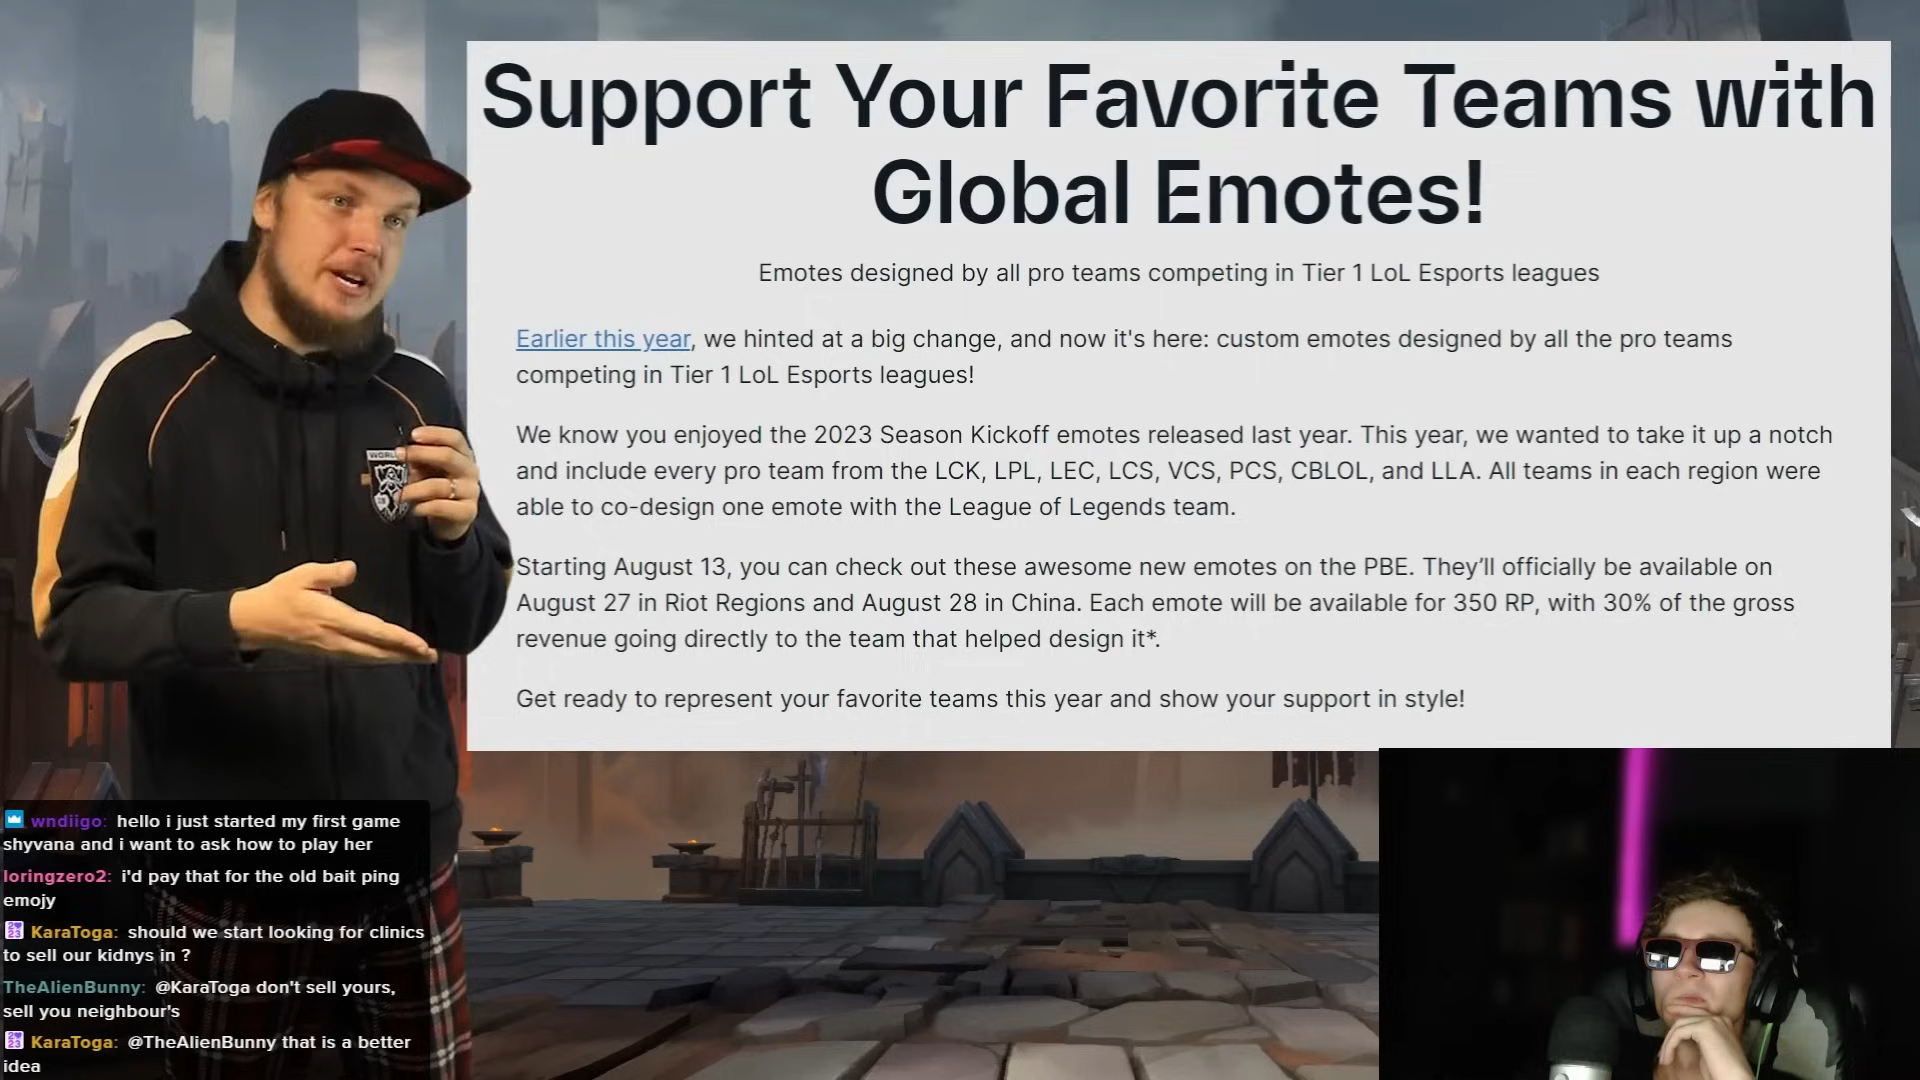 Support Your Favorite Teams with
Global Emotes!
Emotes designed by all pro teams competing in Tier 1 LoL Esports leagues
Earlier this year, we hinted at a big change, and now it's here: custom emotes designed by all the pro teams
competing in Tier 1 LoL Esports leagues!
We know you enjoyed the 2023 Season Kickoff emotes released last year. This year, we wanted to take it up a notch
and include every pro team from the LCK, LPL, LEC, LCS, VCS, PCS, CBLOL, and LLA. All teams in each region were
able to co-design one emote with the League of Legends team.
Starting August 13, you can check out these awesome new emotes on the PBE. They’ll officially be available on
August 27 in Riot Regions and August 28 in China. Each emote will be available for 350 RP, with 30% of the gross
revenue going directly to the team that helped design it*.
Get ready to represent your favorite teams this year and show your support in style!
wndiigo: hello i just started my first game
shyvana and i want to ask how to play her
loringzero2: i'd pay that for the old bait ping
emojy
KaraToga: should we start looking for clinics
to sell our kidnys in ?
TheAlienBunny: @KaraToga don't sell yours,
sell you neighbour's
KaraToga: @TheAlienBunny that is a better
idea